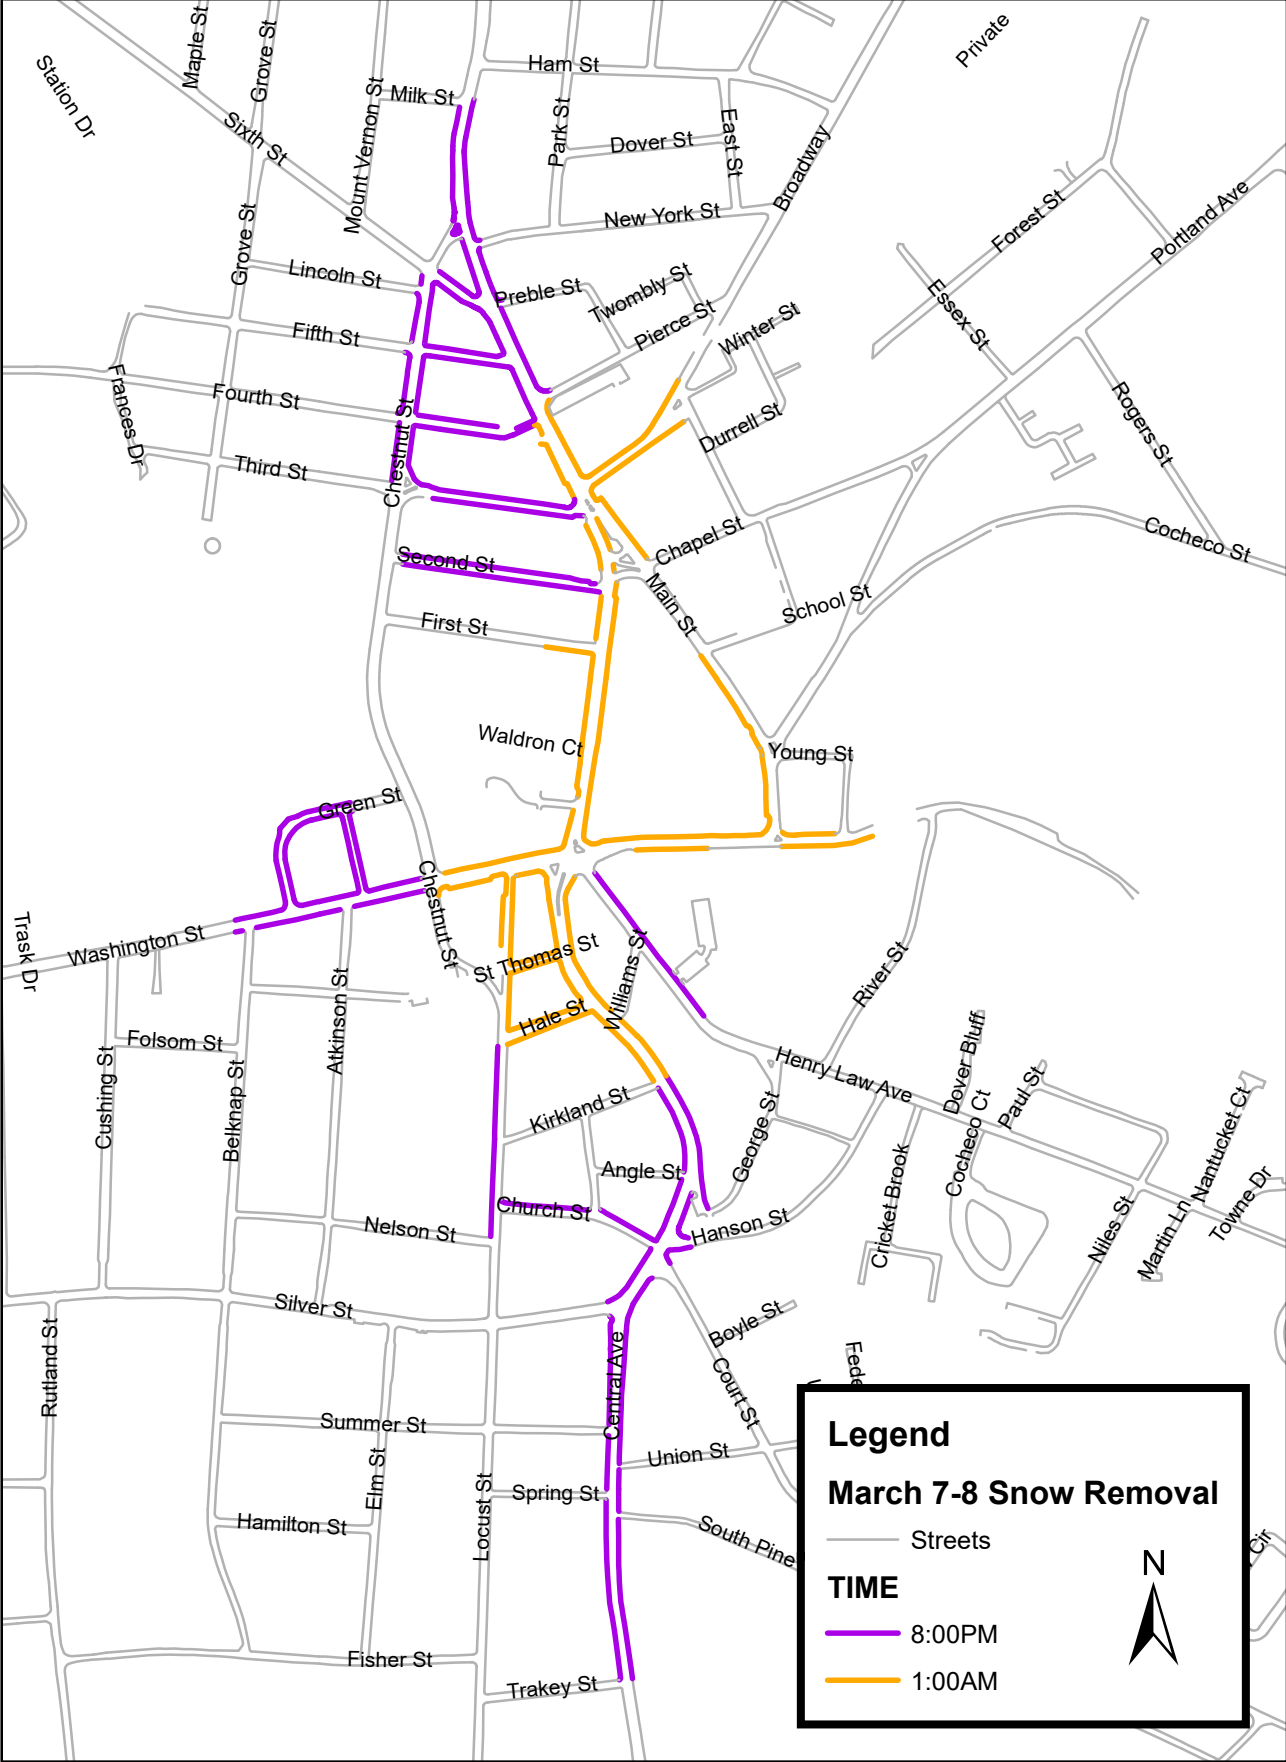 Maple St
Grove St
Private
Station Dr
Ham St
Milk St
Sixth St
Mount Vernon St
Park St
Dover St
East St
Broadway
New York St
Grove St
Forest St
Portland Ave
Lincoln St
Preble St
Twombly St
Pierce St
Winter St
Essex St
Fifth St
Frances Dr
Fourth St
Chestnut St
Durrell St
Rogers St
Third St
Second St
Chapel St
Cocheco St
Main St
School St
First St
Waldron Ct
Young St
Green St
Chestnut St
Trask Dr
Washington St
St Thomas St
Williams St
River St
Atkinson St
Hale St
Folsom St
Cushing St
Belknap St
Henry Law Ave
Dover Bluff
Paul St
Kirkland St
George St
Cocheco Ct
Nantucket Ct
Angle St
Cricket Brook
Church St
Nelson St
Hanson St
Niles St
Martin Ln
Towne Dr
Silver St
Rutland St
Central Ave
Boyle St
Court St
Fede
Summer St
Elm St
Union St
Locust St
Spring St
Hamilton St
South Pine
Cir
Fisher St
Trakey St
Legend
March 7-8 Snow Removal
Streets
TIME
8:00PM
1:00AM
N